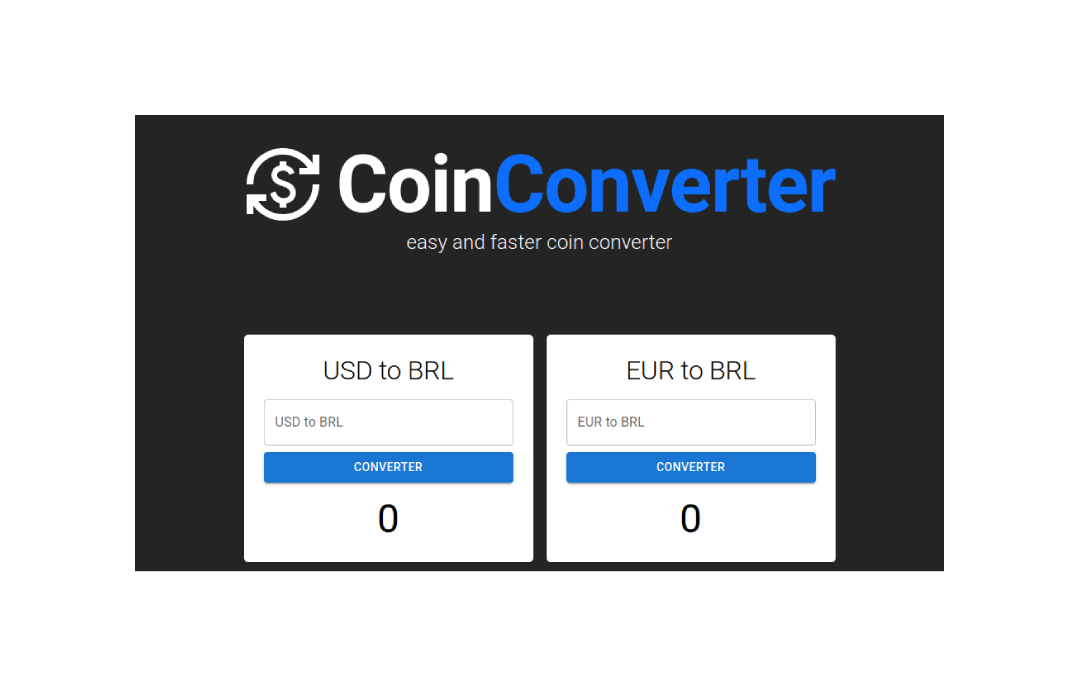 $ CoinConverter
easy and faster coin converter
USD to BRL
USD to BRL
CONVERTER
0
EUR to BRL
EUR to BRL
CONVERTER
0